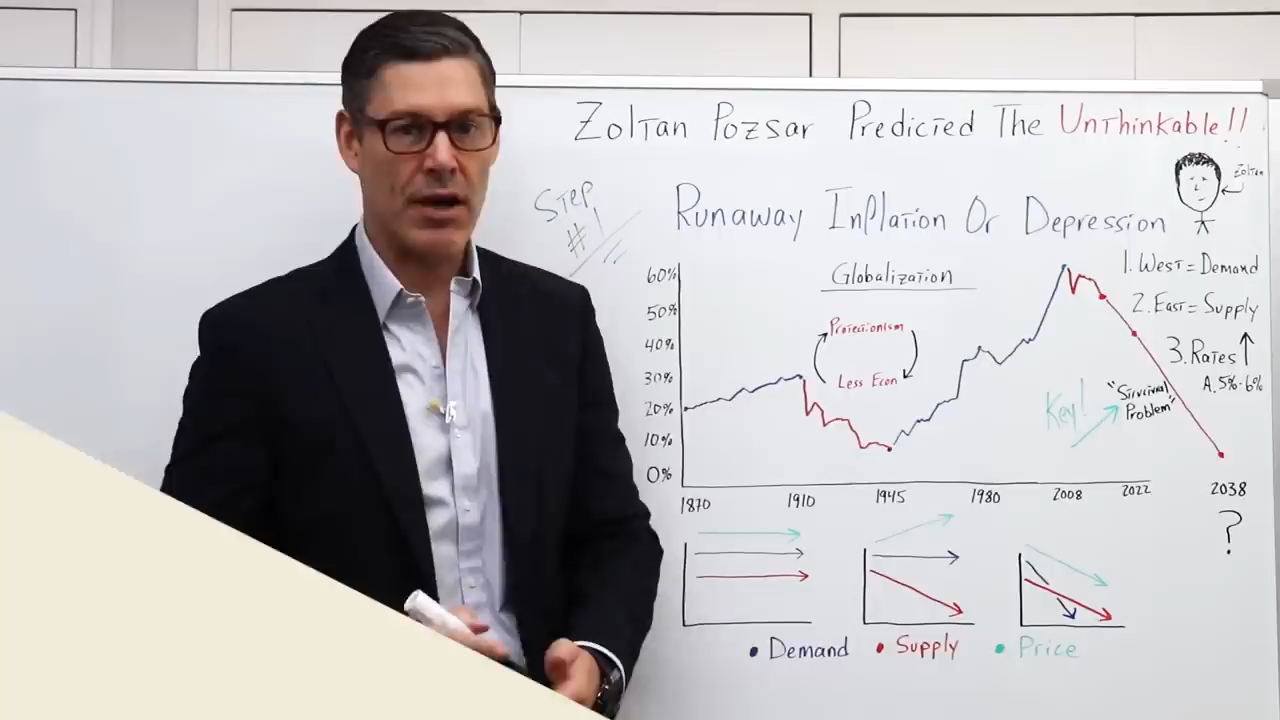 Zoltan Pozsar Predicted The Unthinkable!!
Zoltan
Step
#1
Runaway Inflation Or Depression
Globalization
Protectionism
Less Econ
60%
50%
40%
30%
20%
10%
0%
1870
1910
1945
1980
2008
2022
2038
?
1. West = Demand
2. East = Supply
3. Rates
A. 5%-6%
Key!
"Survival
Problem"
Demand
Supply
Price